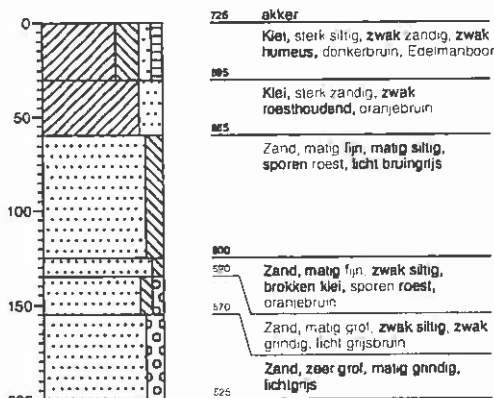 0
50
100
150
726 akker
Klei, sterk siltig, zwak zandig, zwak
humeus, donkerbruin, Edelmanboor
695
Klei, sterk zandig, zwak
roesthoudend, oranjebruin
665
Zand, matig fijn, matig siltig,
sporen roest, licht bruingrijs
600
590
Zand, matig fijn, zwak siltig,
brokken klei, sporen roest,
oranjebruin
570
Zand, matig grof, zwak siltig, zwak
grindig, licht grijsbruin
Zand, zeer grof, matig grindig,
lichtgrijs
525